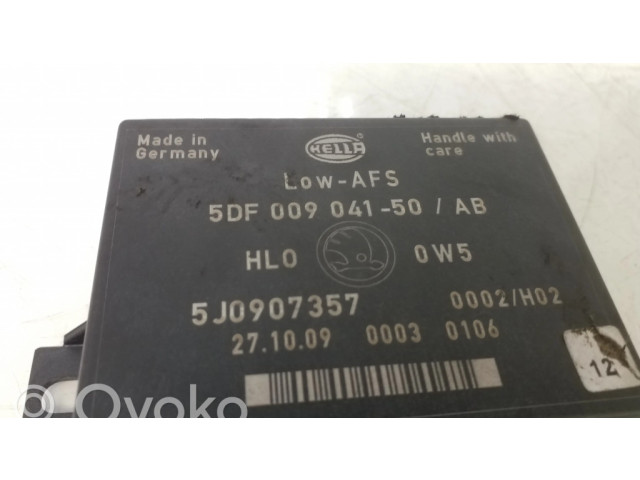 Made in
Germany
HELLA
Handle with
care
Low-AFS
5DF 009 041-50 / AB
HL0
0W5
5J0907357
0002/H02
27.10.09 0003 0106
12
Ovoko